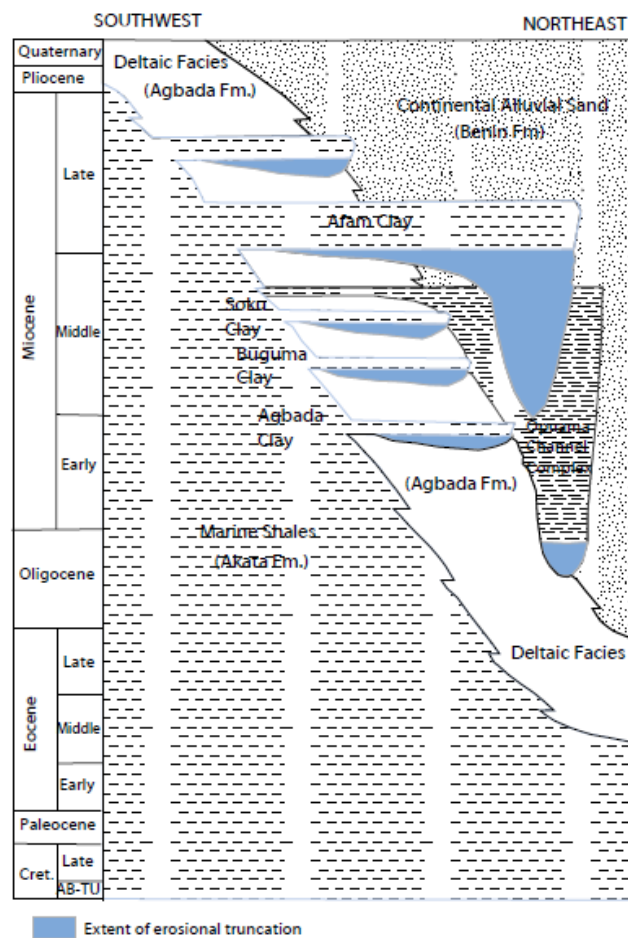 SOUTHWEST
NORTHEAST
Quaternary
Pliocene
Miocene
Late
Middle
Early
Oligocene
Eocene
Late
Middle
Early
Paleocene
Cret.
Late
AB-TU
Deltaic Facies
(Agbada Fm.)
Continental Alluvial Sand
(Benin Fm)
Afam Clay
Soku
Clay
Buguma
Clay
Agbada
Clay
Opuama
Channel
Complex
(Agbada Fm.)
Marine Shales
(Akata Fm.)
Deltaic Facies
Extent of erosional truncation